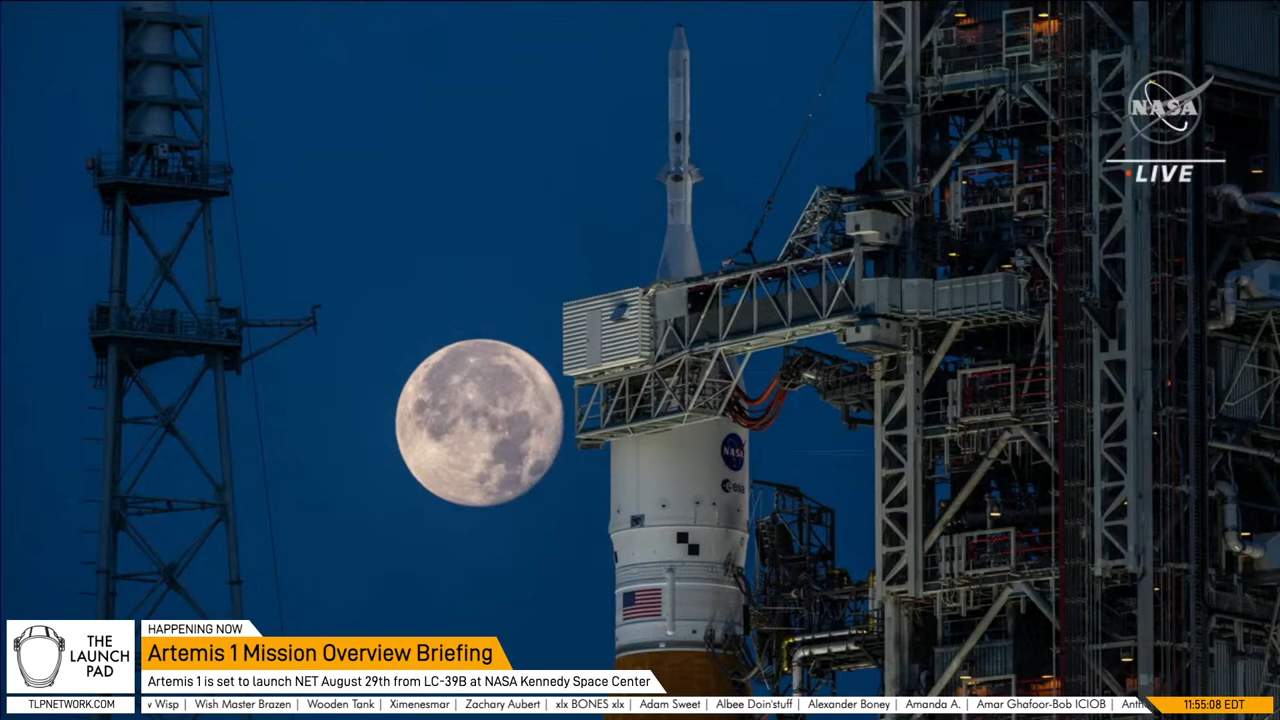 NASA
LIVE
NASA
esa
HAPPENING NOW
THE
LAUNCH
PAD
Artemis 1 Mission Overview Briefing
Artemis 1 is set to launch NET August 29th from LC-39B at NASA Kennedy Space Center
TLPNETWORK.COM
v Wisp | Wish Master Brazen | Wooden Tank | Ximenesmar | Zachary Aubert | xlx BONES xlx | Adam Sweet | Albee Doin'stuff | Alexander Boney | Amanda A. | Amar Ghafoor-Bob ICIOB | Anth
11:55:08 EDT